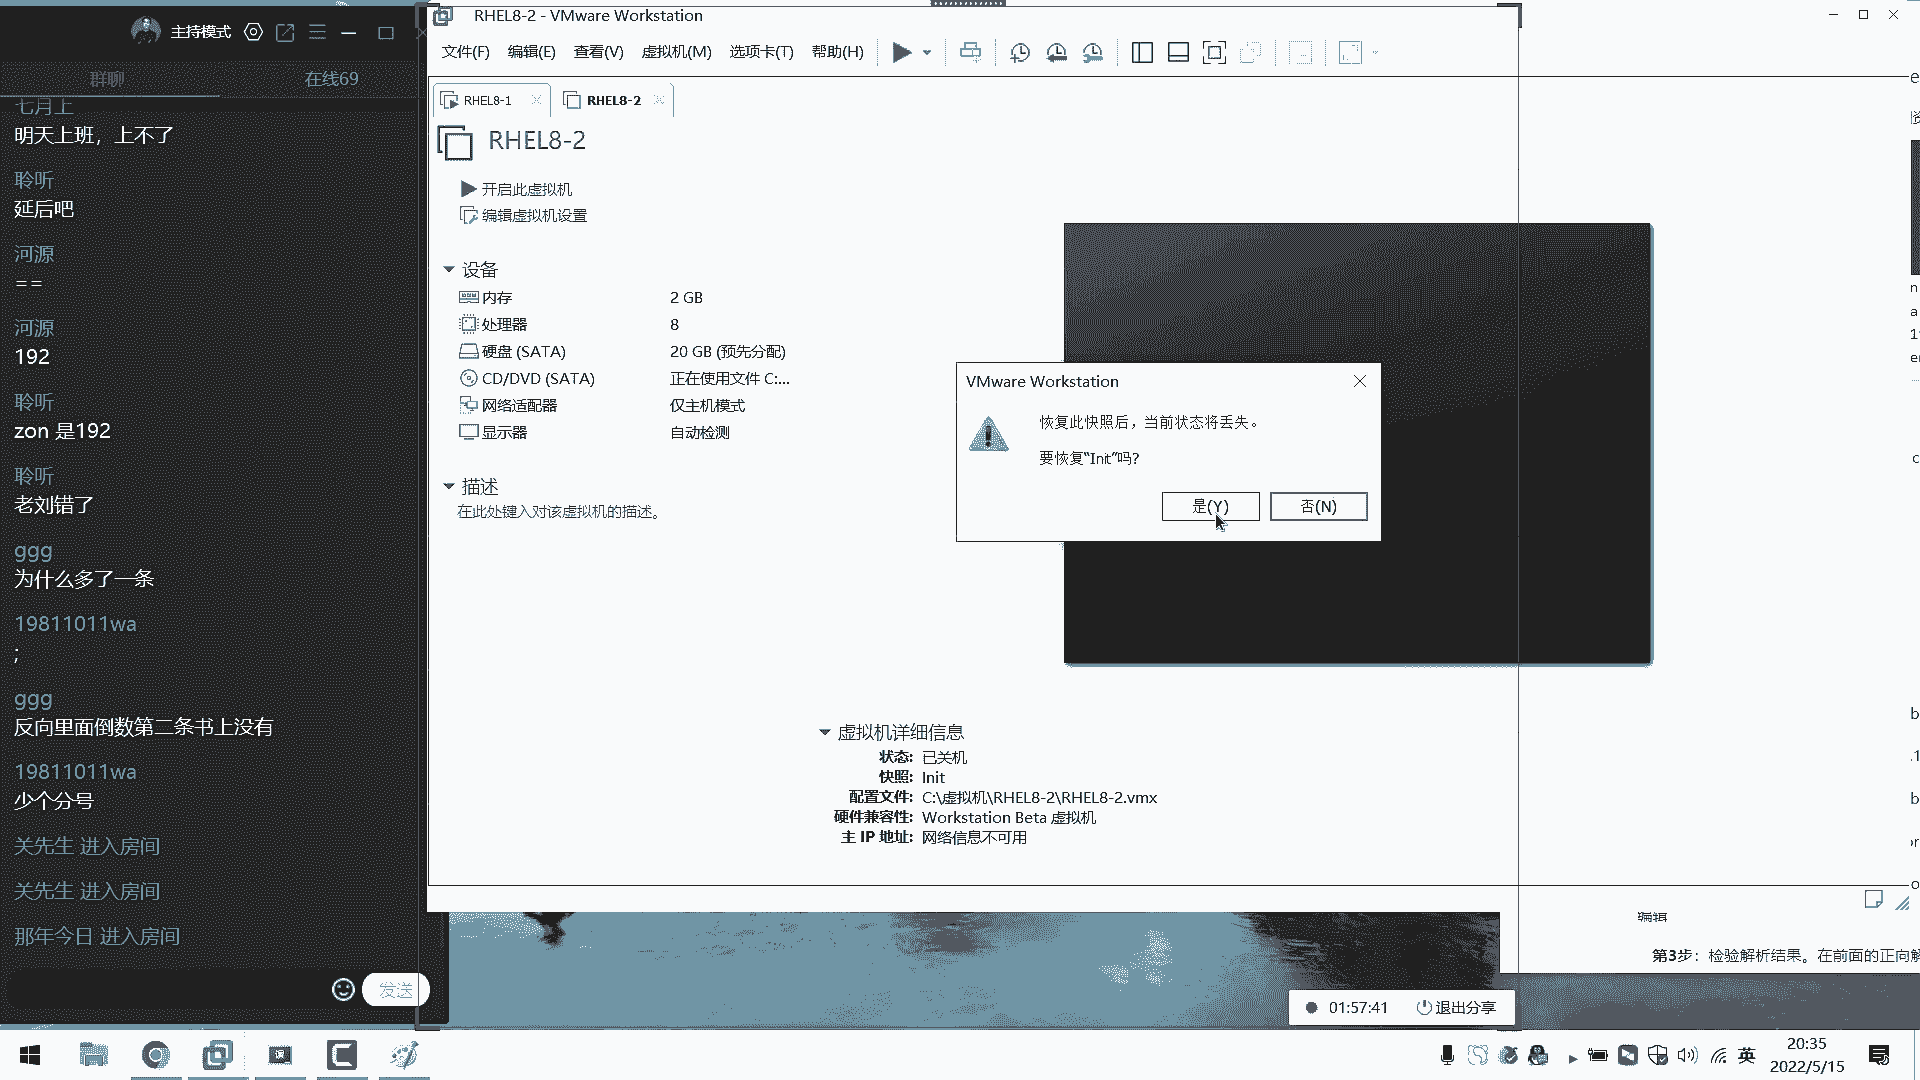 主持模式
群聊
在线69
七月上
明天上班，上不了
聆听
延后吧
河源
==
河源
192
聆听
zon 是192
聆听
老刘错了
ggg
为什么多了一条
19811011wa
;
ggg
反向里面倒数第二条书上没有
19811011wa
少个分号
关先生 进入房间
关先生 进入房间
那年今日 进入房间
发送
RHEL8-2 - VMware Workstation
文件(F) 编辑(E) 查看(V) 虚拟机(M) 选项卡(T) 帮助(H)
RHEL8-1
RHEL8-2
RHEL8-2
开启此虚拟机
编辑虚拟机设置
设备
内存 2 GB
处理器 8
硬盘 (SATA) 20 GB (预先分配)
CD/DVD (SATA) 正在使用文件 C:...
网络适配器 仅主机模式
显示器 自动检测
描述
在此处键入对该虚拟机的描述。
VMware Workstation
恢复此快照后，当前状态将丢失。
要恢复“Init”吗?
是(Y)
否(N)
虚拟机详细信息
状态: 已关机
快照: Init
配置文件: C:\虚拟机\RHEL8-2\RHEL8-2.vmx
硬件兼容性: Workstation Beta 虚拟机
主 IP 地址: 网络信息不可用
编辑
第3步：检验解析结果。在前面的正向解
01:57:41
退出分享
英
20:35
2022/5/15